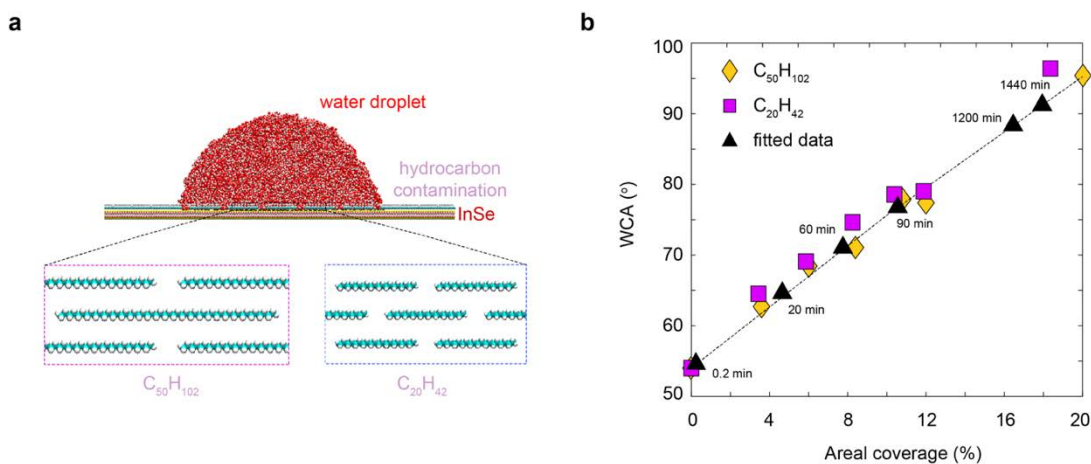 a
water droplet
hydrocarbon
contamination
InSe
C₅₀H₁₀₂
C₂₀H₄₂
b
100
90
80
70
60
50
WCA (°)
C₅₀H₁₀₂
C₂₀H₄₂
fitted data
1440 min
1200 min
60 min
90 min
20 min
0.2 min
0 4 8 12 16 20
Areal coverage (%)